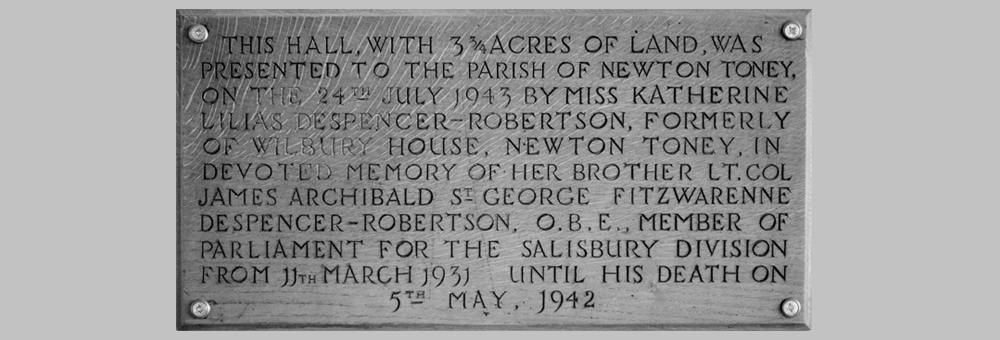 THIS HALL, WITH 3¾ ACRES OF LAND, WAS
PRESENTED TO THE PARISH OF NEWTON TONEY,
ON THE 24TH JULY 1943 BY MISS KATHERINE
LILIAS DESPENCER-ROBERTSON, FORMERLY
OF WILBURY HOUSE, NEWTON TONEY, IN
DEVOTED MEMORY OF HER BROTHER LT. COL
JAMES ARCHIBALD ST GEORGE FITZWARENNE
DESPENCER-ROBERTSON, O.B.E., MEMBER OF
PARLIAMENT FOR THE SALISBURY DIVISION
FROM 11TH MARCH 1931 UNTIL HIS DEATH ON
5TH MAY, 1942